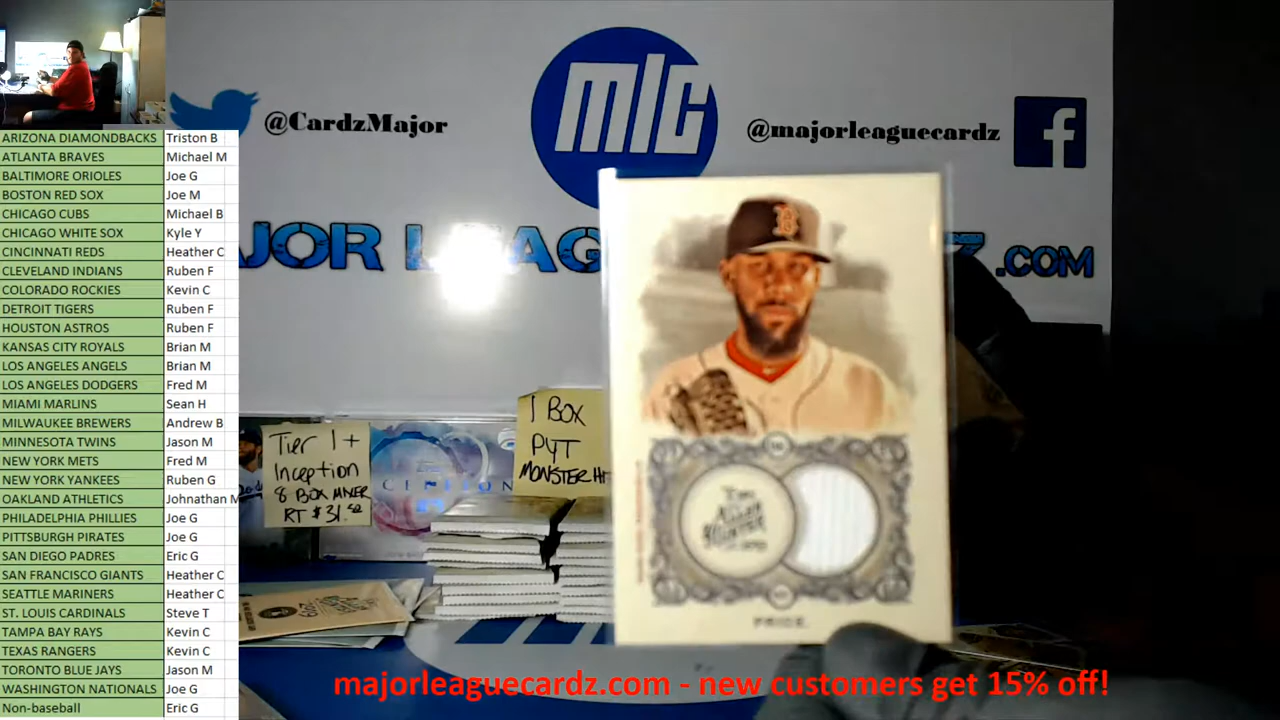 @CardzMajor
mlc
@majorleaguecardz
f
.COM
ARIZONA DIAMONDBACKS Triston B
ATLANTA BRAVES Michael M
BALTIMORE ORIOLES Joe G
BOSTON RED SOX Joe M
CHICAGO CUBS Michael B
CHICAGO WHITE SOX Kyle Y
CINCINNATI REDS Heather C
CLEVELAND INDIANS Ruben F
COLORADO ROCKIES Kevin C
DETROIT TIGERS Ruben F
HOUSTON ASTROS Ruben F
KANSAS CITY ROYALS Brian M
LOS ANGELES ANGELS Brian M
LOS ANGELES DODGERS Fred M
MIAMI MARLINS Sean H
MILWAUKEE BREWERS Andrew B
MINNESOTA TWINS Jason M
NEW YORK METS Fred M
NEW YORK YANKEES Ruben G
OAKLAND ATHLETICS Johnathan M
PHILADELPHIA PHILLIES Joe G
PITTSBURGH PIRATES Joe G
SAN DIEGO PADRES Eric G
SAN FRANCISCO GIANTS Heather C
SEATTLE MARINERS Heather C
ST. LOUIS CARDINALS Steve T
TAMPA BAY RAYS Kevin C
TEXAS RANGERS Kevin C
TORONTO BLUE JAYS Jason M
WASHINGTON NATIONALS Joe G
Non-baseball Eric G
B
Tier 1+
Inception
8 BOX MIXER
RT $31.52
1 BOX
PYT
MONSTER HIT
PRICE
majorleaguecardz.com - new customers get 15% off!